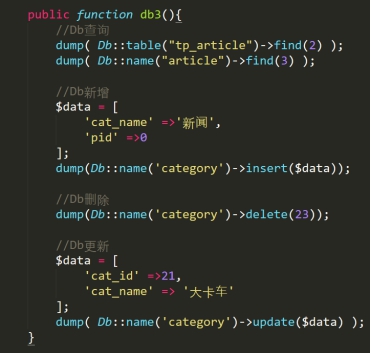 public function db3(){
//Db查询
dump( Db::table("tp_article")->find(2) );
dump( Db::name("article")->find(3) );
//Db新增
$data = [
'cat_name' =>'新闻',
'pid' =>0
];
dump(Db::name('category')->insert($data));
//Db删除
dump(Db::name('category')->delete(23));
//Db更新
$data = [
'cat_id' =>21,
'cat_name' => '大卡车'
];
dump( Db::name('category')->update($data) );
}